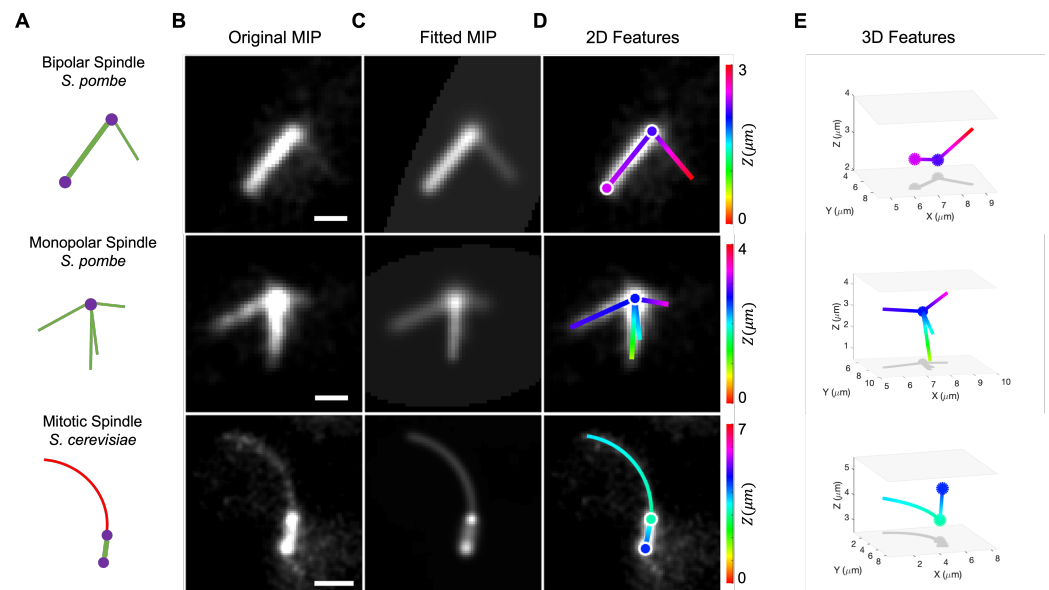 A B C D E
Original MIP Fitted MIP 2D Features 3D Features
Bipolar Spindle
S. pombe
3
Z(μm)
0
4
3
2
Z (μm)
4
6
8
Y (μm)
5 6 7 8 9
X (μm)
Monopolar Spindle
S. pombe
4
Z(μm)
0
4
3
2
1
Z (μm)
6
8
10
Y (μm)
5 6 7 8 10
X (μm)
Mitotic Spindle
S. cerevisiae
7
Z(μm)
0
5
4
3
Z (μm)
2
4
6
8
Y (μm)
2 4 6 8
X (μm)